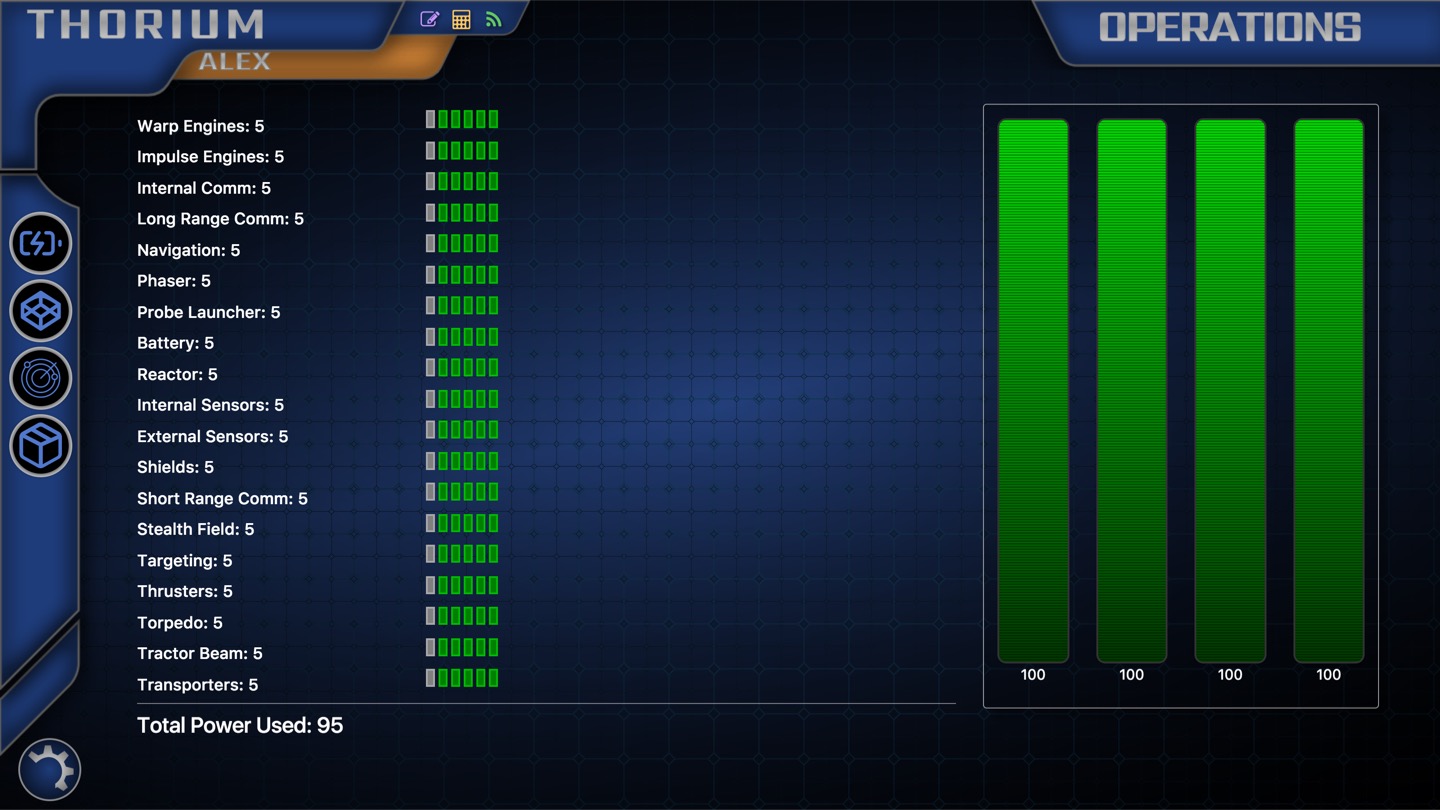 THORIUM
ALEX
OPERATIONS
Warp Engines: 5
Impulse Engines: 5
Internal Comm: 5
Long Range Comm: 5
Navigation: 5
Phaser: 5
Probe Launcher: 5
Battery: 5
Reactor: 5
Internal Sensors: 5
External Sensors: 5
Shields: 5
Short Range Comm: 5
Stealth Field: 5
Targeting: 5
Thrusters: 5
Torpedo: 5
Tractor Beam: 5
Transporters: 5
Total Power Used: 95
100 100 100 100